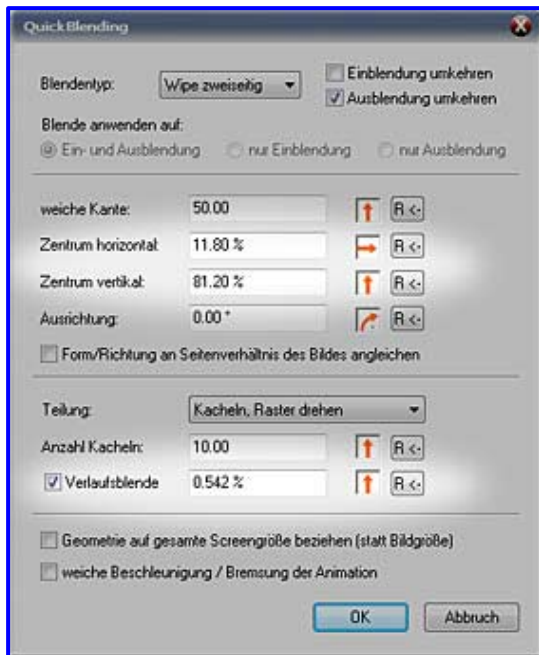 QuickBlending
Blendentyp: Wipe zweiseitig
Einblendung umkehren
Ausblendung umkehren
Blende anwenden auf:
Ein- und Ausblendung nur Einblendung nur Ausblendung
weiche Kante: 50.00 R <-
Zentrum horizontal: 11.80 % R <-
Zentrum vertikal: 81.20 % R <-
Ausrichtung: 0.00 ° R <-
Form/Richtung an Seitenverhältnis des Bildes angleichen
Teilung: Kacheln, Raster drehen
Anzahl Kacheln: 10.00 R <-
Verlaufsblende 0.542 % R <-
Geometrie auf gesamte Screengröße beziehen (statt Bildgröße)
weiche Beschleunigung / Bremsung der Animation
OK Abbruch